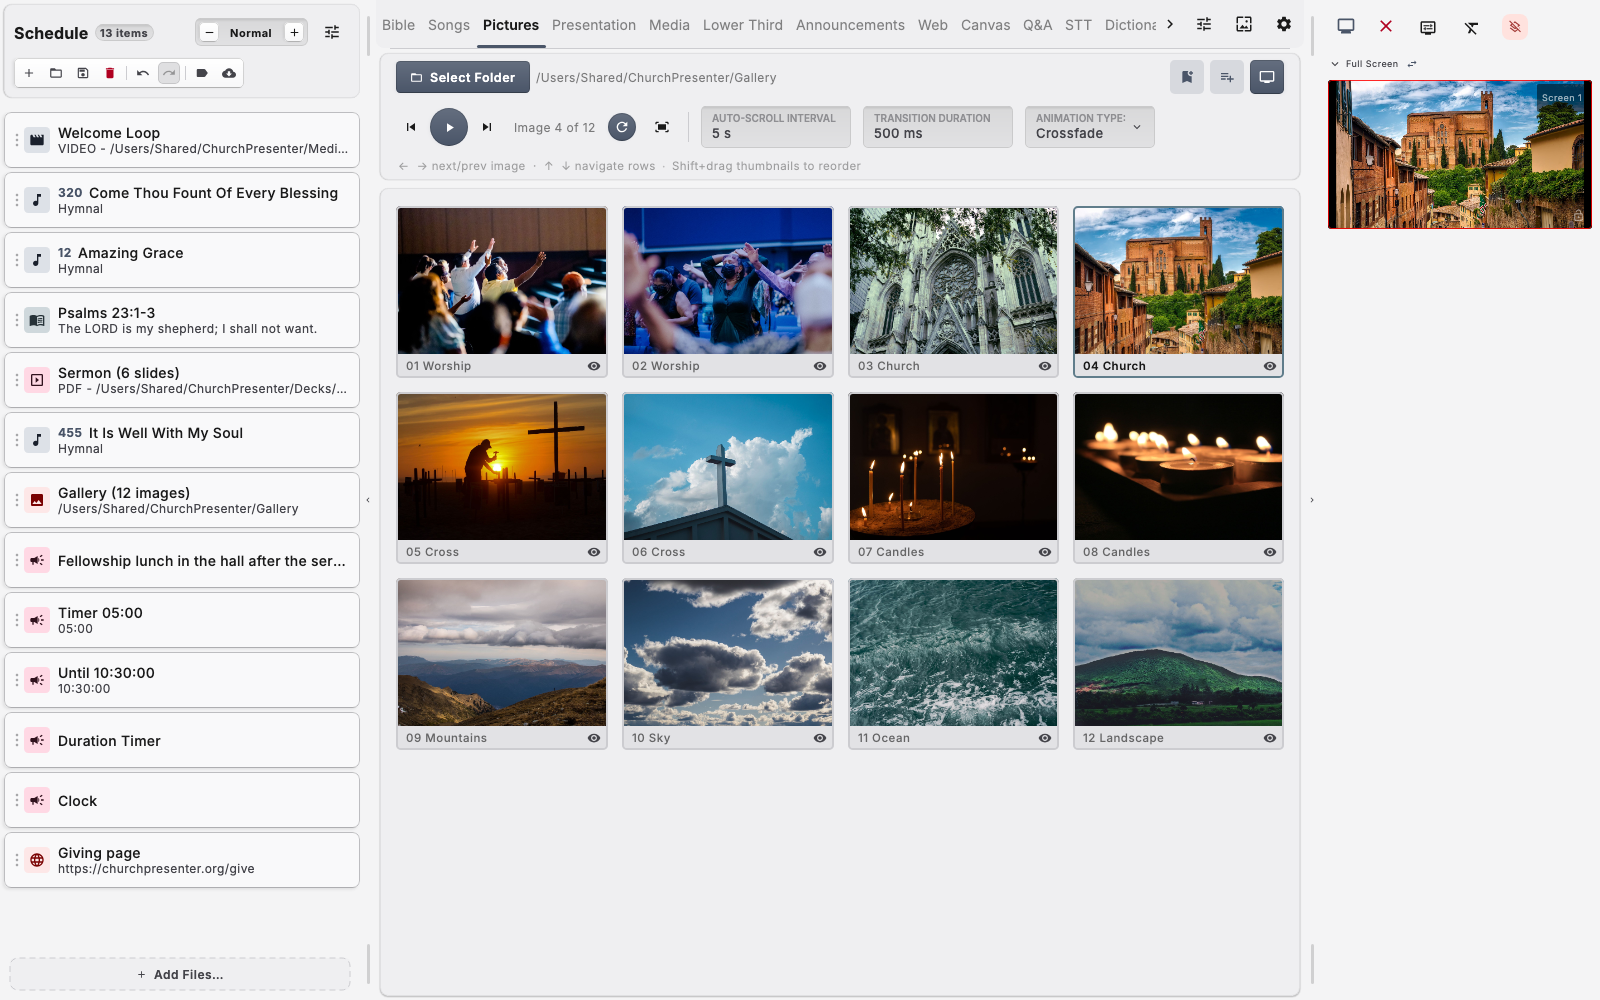 Schedule 13 items
− Normal +
Welcome Loop
VIDEO - /Users/Shared/ChurchPresenter/Medi...
320 Come Thou Fount Of Every Blessing
Hymnal
12 Amazing Grace
Hymnal
Psalms 23:1-3
The LORD is my shepherd; I shall not want.
Sermon (6 slides)
PDF - /Users/Shared/ChurchPresenter/Decks/...
455 It Is Well With My Soul
Hymnal
Gallery (12 images)
/Users/Shared/ChurchPresenter/Gallery
Fellowship lunch in the hall after the ser...
Timer 05:00
05:00
Until 10:30:00
10:30:00
Duration Timer
Clock
Giving page
https://churchpresenter.org/give
+ Add Files...
Bible Songs Pictures Presentation Media Lower Third Announcements Web Canvas Q&A STT Dictiona
Select Folder /Users/Shared/ChurchPresenter/Gallery
Image 4 of 12
AUTO-SCROLL INTERVAL
5 s
TRANSITION DURATION
500 ms
ANIMATION TYPE:
Crossfade
← → next/prev image · ↑ ↓ navigate rows · Shift+drag thumbnails to reorder
01 Worship
02 Worship
03 Church
04 Church
05 Cross
06 Cross
07 Candles
08 Candles
09 Mountains
10 Sky
11 Ocean
12 Landscape
Full Screen
Screen 1